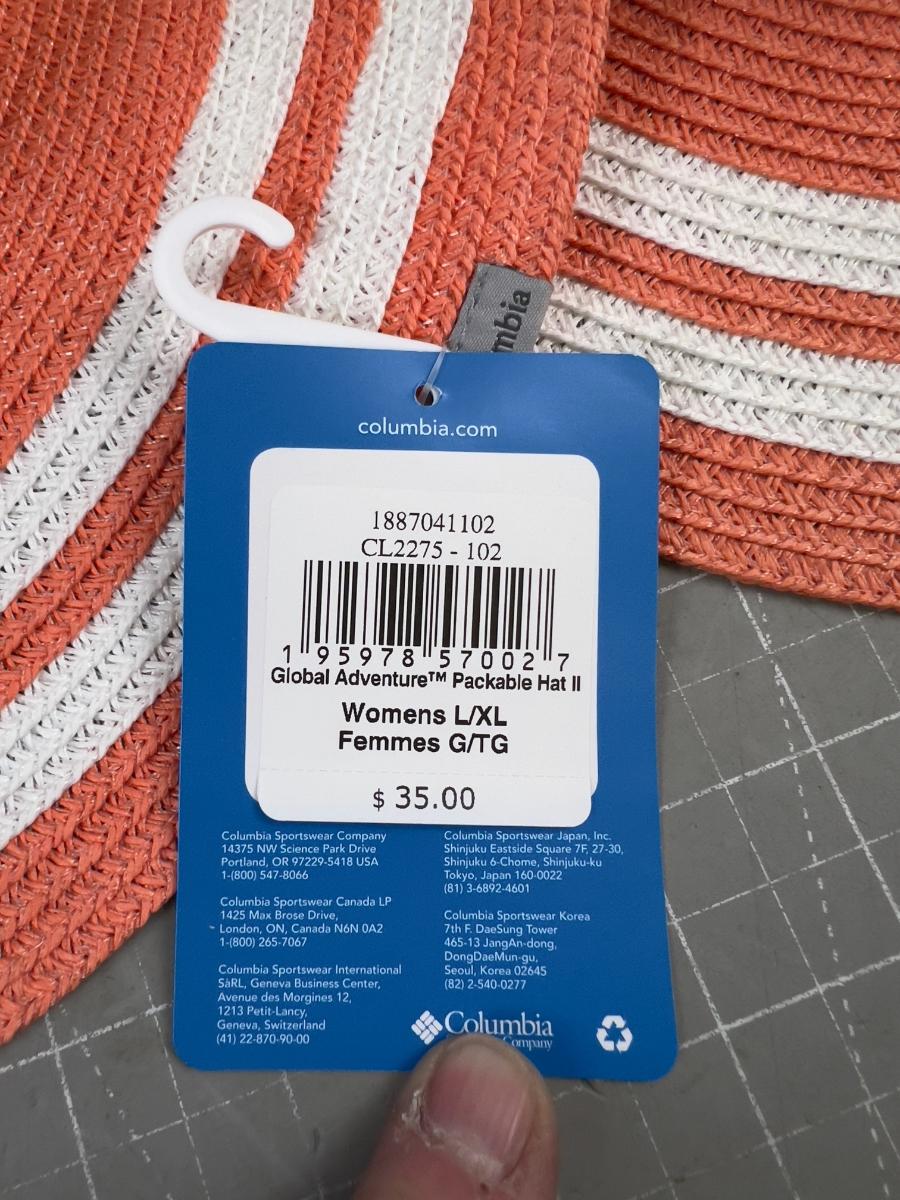 mbia
columbia.com
1887041102
CL2275 - 102
1 95978 57002 7
Global Adventure™ Packable Hat II
Womens L/XL
Femmes G/TG
$ 35.00
Columbia Sportswear Company
14375 NW Science Park Drive
Portland, OR 97229-5418 USA
1-(800) 547-8066
Columbia Sportswear Canada LP
1425 Max Brose Drive,
London, ON, Canada N6N 0A2
1-(800) 265-7067
Columbia Sportswear International
SàRL, Geneva Business Center,
Avenue des Morgines 12,
1213 Petit-Lancy,
Geneva, Switzerland
(41) 22-870-90-00
Columbia Sportswear Japan, Inc.
Shinjuku Eastside Square 7F, 27-30,
Shinjuku 6-Chome, Shinjuku-ku
Tokyo, Japan 160-0022
(81) 3-6892-4601
Columbia Sportswear Korea
7th F. DaeSung Tower
465-13 JangAn-dong,
DongDaeMun-gu,
Seoul, Korea 02645
(82) 2-540-0277
Columbia
Company